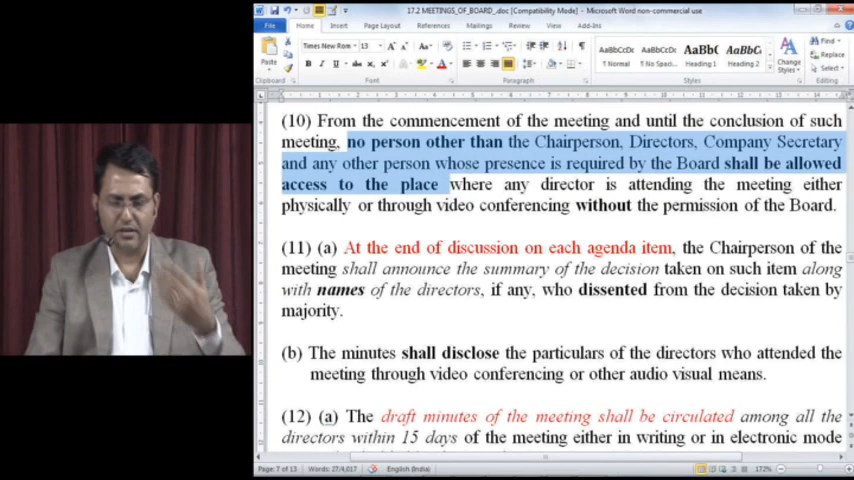 17.2 MEETINGS_OF_BOARD_.doc [Compatibility Mode] - Microsoft Word non-commercial use
File Home Insert Page Layout References Mailings Review View Add-Ins
Times New Rom 13
Paste
B I U
AaBbCcDc AaBbCcDc AaBbC AaBbCc
¶ Normal ¶ No Spaci... Heading 1 Heading 2
Change Styles
Find
Replace
Select
Clipboard Font Paragraph Styles Editing
(10) From the commencement of the meeting and until the conclusion of such
meeting, no person other than the Chairperson, Directors, Company Secretary
and any other person whose presence is required by the Board shall be allowed
access to the place where any director is attending the meeting either
physically or through video conferencing without the permission of the Board.
(11) (a) At the end of discussion on each agenda item, the Chairperson of the
meeting shall announce the summary of the decision taken on such item along
with names of the directors, if any, who dissented from the decision taken by
majority.
(b) The minutes shall disclose the particulars of the directors who attended the
meeting through video conferencing or other audio visual means.
(12) (a) The draft minutes of the meeting shall be circulated among all the
directors within 15 days of the meeting either in writing or in electronic mode
Page: 7 of 13 Words: 27/4,017 English (India) 172%